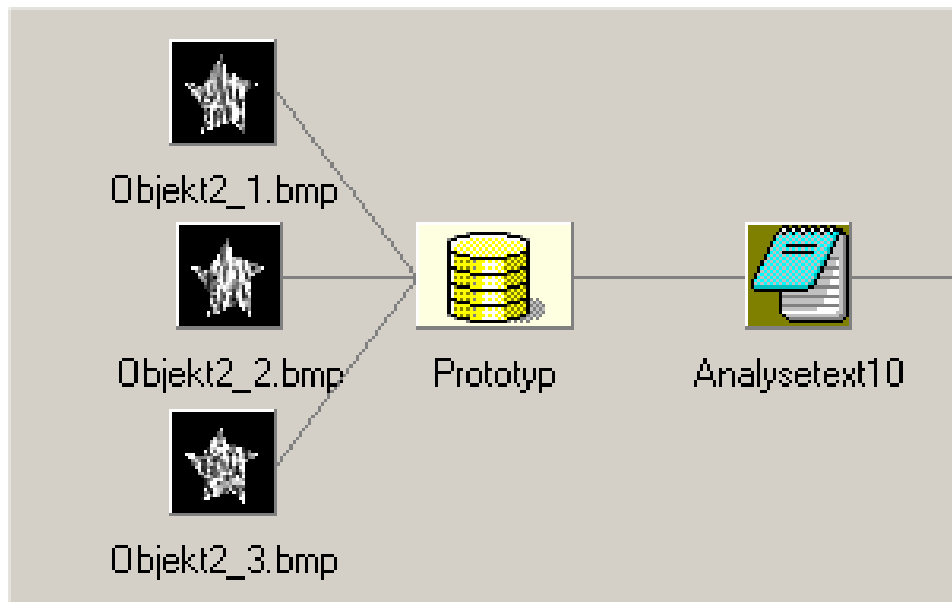 Objekt2_1.bmp
Objekt2_2.bmp
Prototyp
Analysetext10
Objekt2_3.bmp